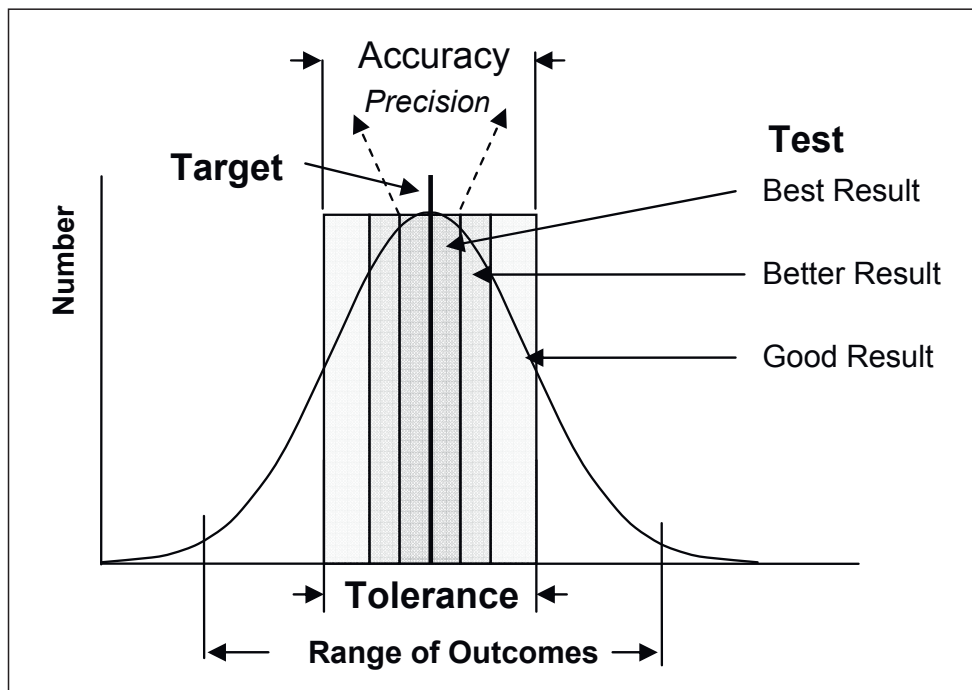 Accuracy
Precision
Target
Test
Best Result
Better Result
Good Result
Number
Tolerance
Range of Outcomes